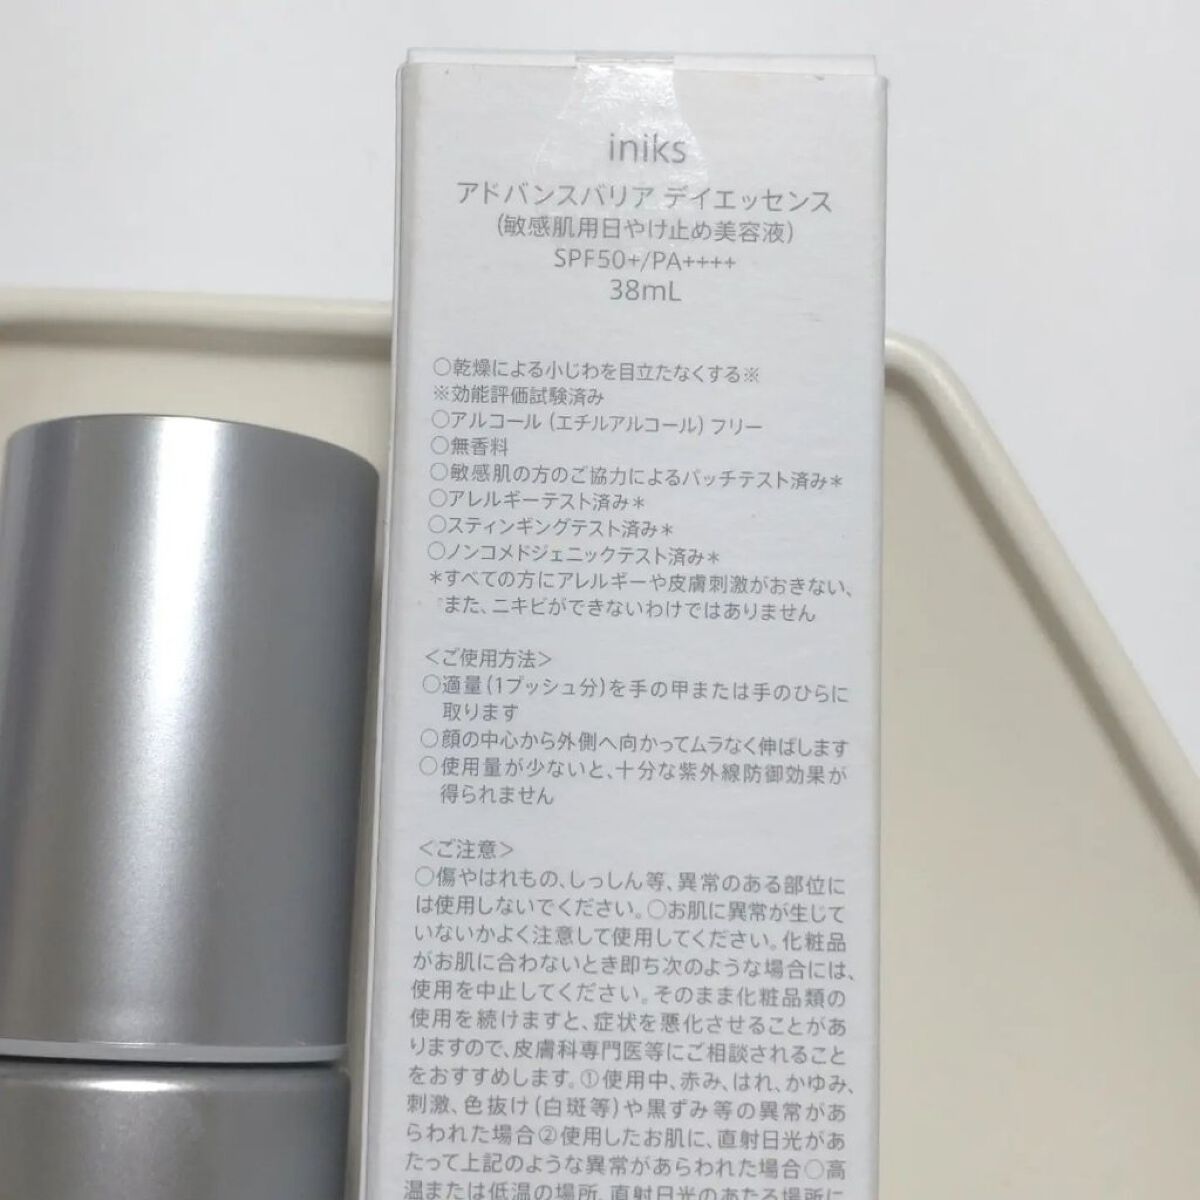 iniks
アドバンスバリア デイエッセンス
(敏感肌用日やけ止め美容液)
SPF50+/PA++++
38mL
○乾燥による小じわを目立たなくする※
※効能評価試験済み
○アルコール (エチルアルコール) フリー
○無香料
○敏感肌の方のご協力によるパッチテスト済み＊
○アレルギーテスト済み＊
○スティンギングテスト済み＊
○ノンコメドジェニックテスト済み＊
＊すべての方にアレルギーや皮膚刺激がおきない、
また、ニキビができないわけではありません
＜ご使用方法＞
○適量(1プッシュ分)を手の甲または手のひらに
取ります
○顔の中心から外側へ向かってムラなく伸ばします
○使用量が少ないと、十分な紫外線防御効果が
得られません
＜ご注意＞
○傷やはれもの、しっしん等、異常のある部位に
は使用しないでください。○お肌に異常が生じて
いないかよく注意して使用してください。化粧品
がお肌に合わないとき即ち次のような場合には、
使用を中止してください。そのまま化粧品類の
使用を続けますと、症状を悪化させることがあ
りますので、皮膚科専門医等にご相談されること
をおすすめします。①使用中、赤み、はれ、かゆみ、
刺激、色抜け(白斑等)や黒ずみ等の異常があ
らわれた場合②使用したお肌に、直射日光があ
たって上記のような異常があらわれた場合○高
温または低温の場所、直射日光のあたる場所に